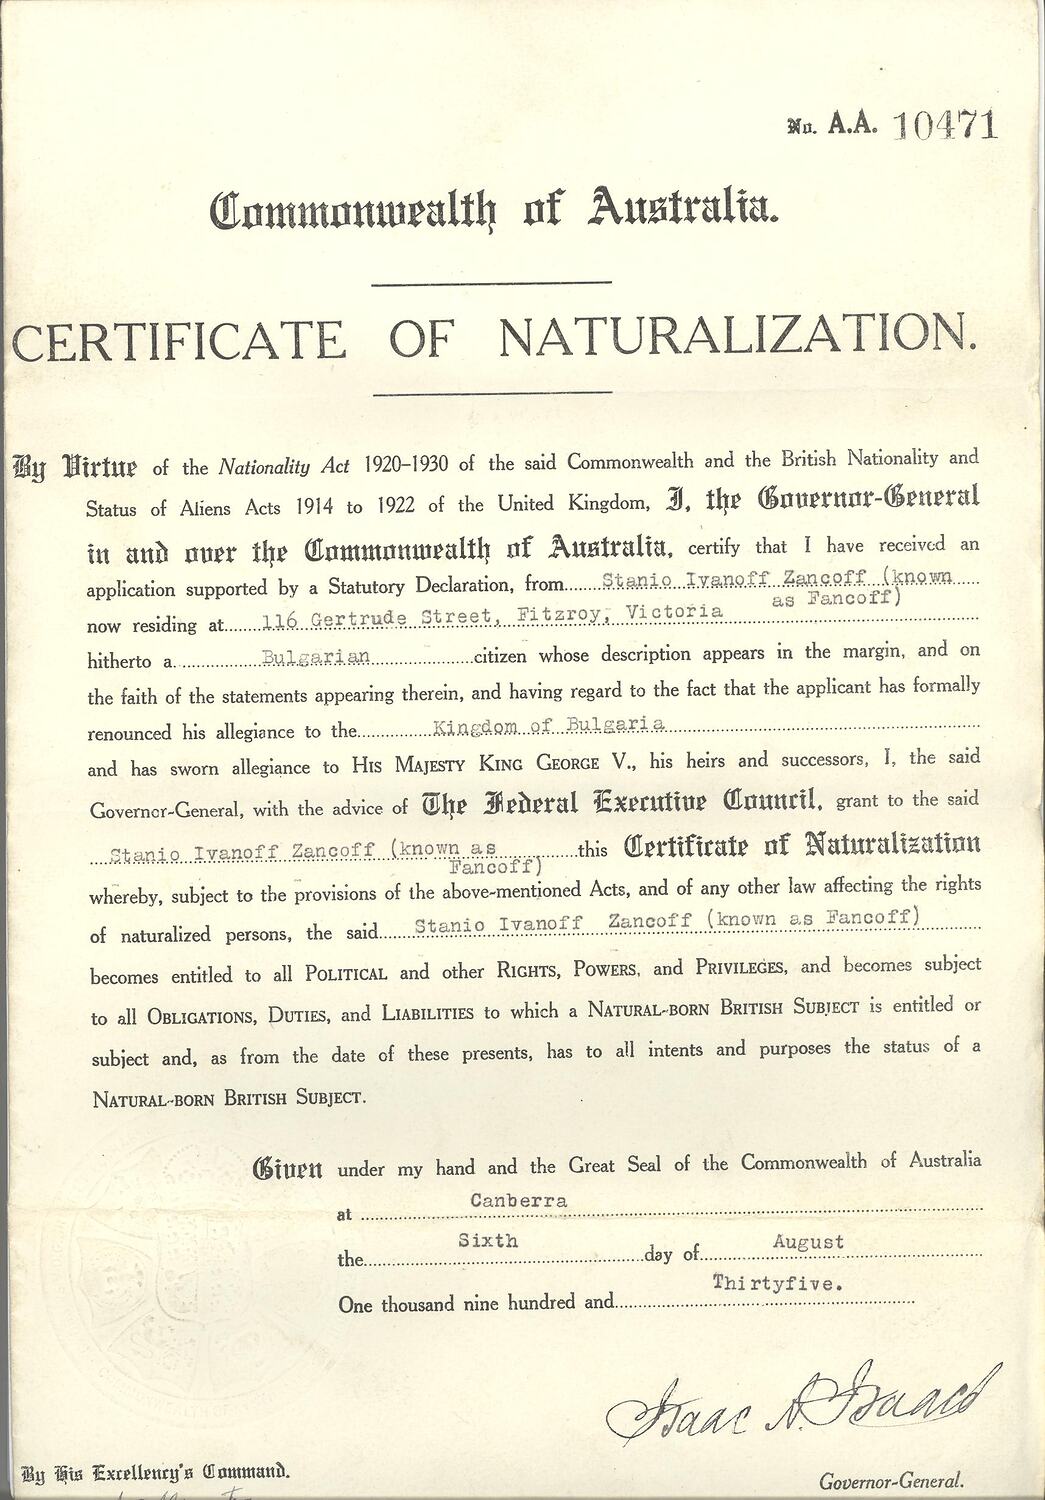 No. A.A. 10471
Commonwealth of Australia.
CERTIFICATE OF NATURALIZATION.
By Virtue of the Nationality Act 1920–1930 of the said Commonwealth and the British Nationality and
Status of Aliens Acts 1914 to 1922 of the United Kingdom, I, the Governor-General
in and over the Commonwealth of Australia, certify that I have received an
application supported by a Statutory Declaration, from Stanio Ivanoff Zancoff (known
as Fancoff)
now residing at 116 Gertrude Street, Fitzroy, Victoria
hitherto a Bulgarian citizen whose description appears in the margin, and on
the faith of the statements appearing therein, and having regard to the fact that the applicant has formally
renounced his allegiance to the Kingdom of Bulgaria
and has sworn allegiance to HIS MAJESTY KING GEORGE V., his heirs and successors, I, the said
Governor-General, with the advice of The Federal Executive Council, grant to the said
Stanio Ivanoff Zancoff (known as this Certificate of Naturalization
Fancoff)
whereby, subject to the provisions of the above-mentioned Acts, and of any other law affecting the rights
of naturalized persons, the said Stanio Ivanoff Zancoff (known as Fancoff)
becomes entitled to all POLITICAL and other RIGHTS, POWERS, and PRIVILEGES, and becomes subject
to all OBLIGATIONS, DUTIES, and LIABILITIES to which a NATURAL-BORN BRITISH SUBJECT is entitled or
subject and, as from the date of these presents, has to all intents and purposes the status of a
NATURAL-BORN BRITISH SUBJECT.
Given under my hand and the Great Seal of the Commonwealth of Australia
at Canberra
the Sixth day of August
One thousand nine hundred and Thirtyfive.
Isaac A. Isaacs
By His Excellency's Command.
Governor-General.